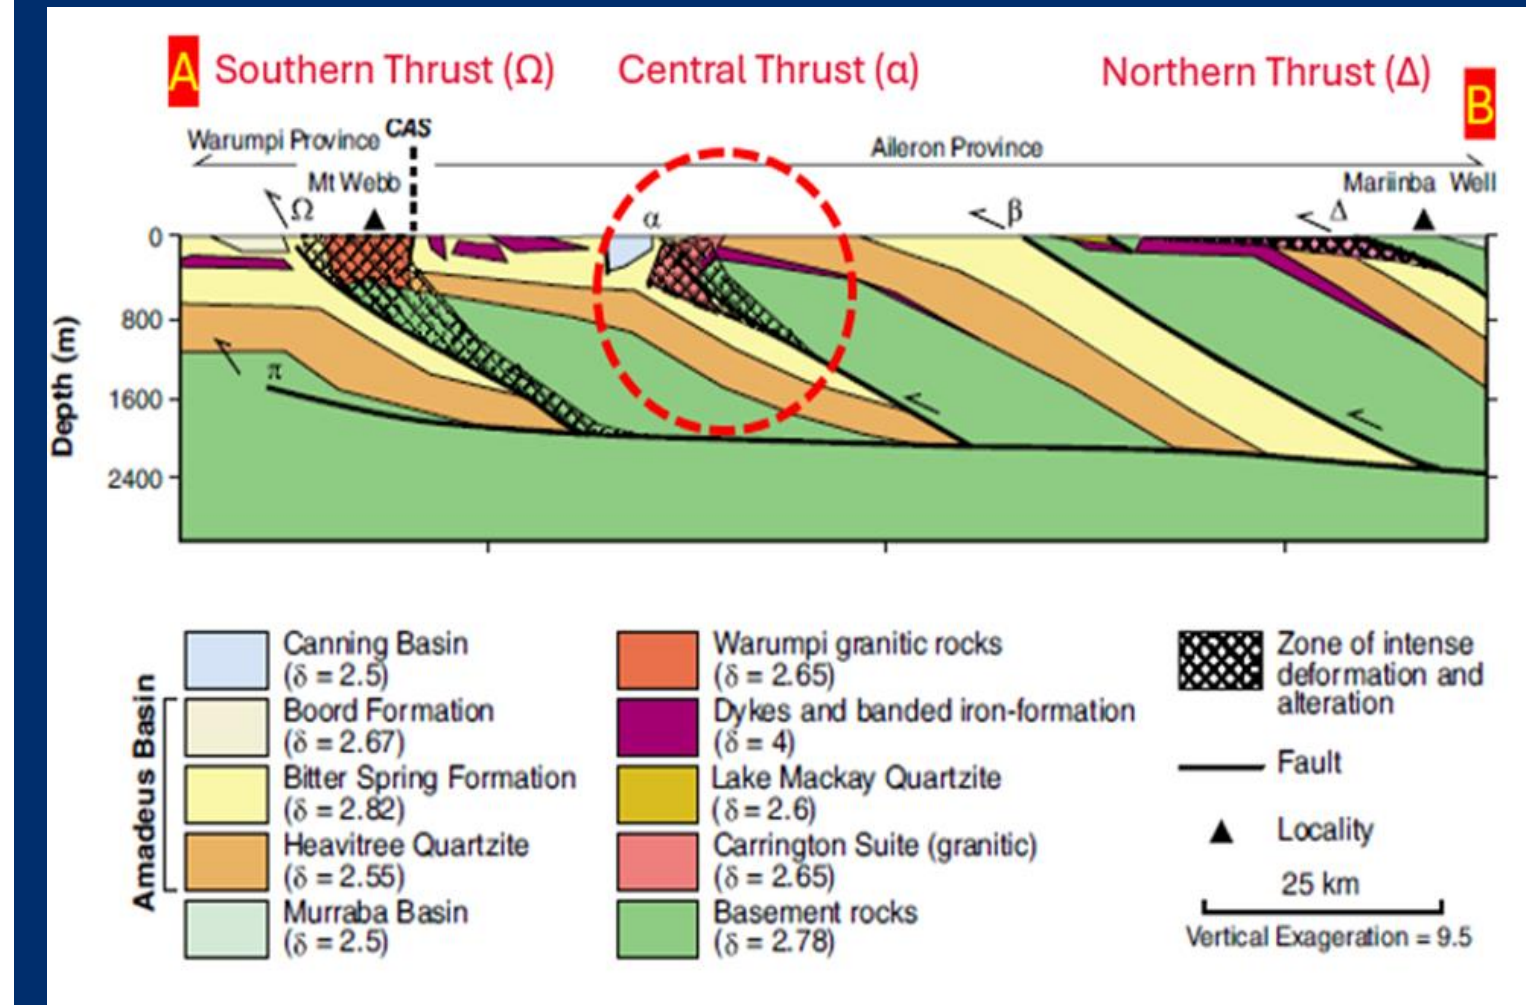 A Southern Thrust (Ω) Central Thrust (α) Northern Thrust (Δ) B
Warumpi Province CAS Aileron Province
Mt Webb Mariinba Well
Ω α β Δ
0
800
π
1600
2400
Depth (m)
Canning Basin
(δ = 2.5)
Amadeus Basin
Boord Formation
(δ = 2.67)
Bitter Spring Formation
(δ = 2.82)
Heavitree Quartzite
(δ = 2.55)
Murraba Basin
(δ = 2.5)
Warumpi granitic rocks
(δ = 2.65)
Dykes and banded iron-formation
(δ = 4)
Lake Mackay Quartzite
(δ = 2.6)
Carrington Suite (granitic)
(δ = 2.65)
Basement rocks
(δ = 2.78)
Zone of intense
deformation and
alteration
Fault
Locality
25 km
Vertical Exageration = 9.5